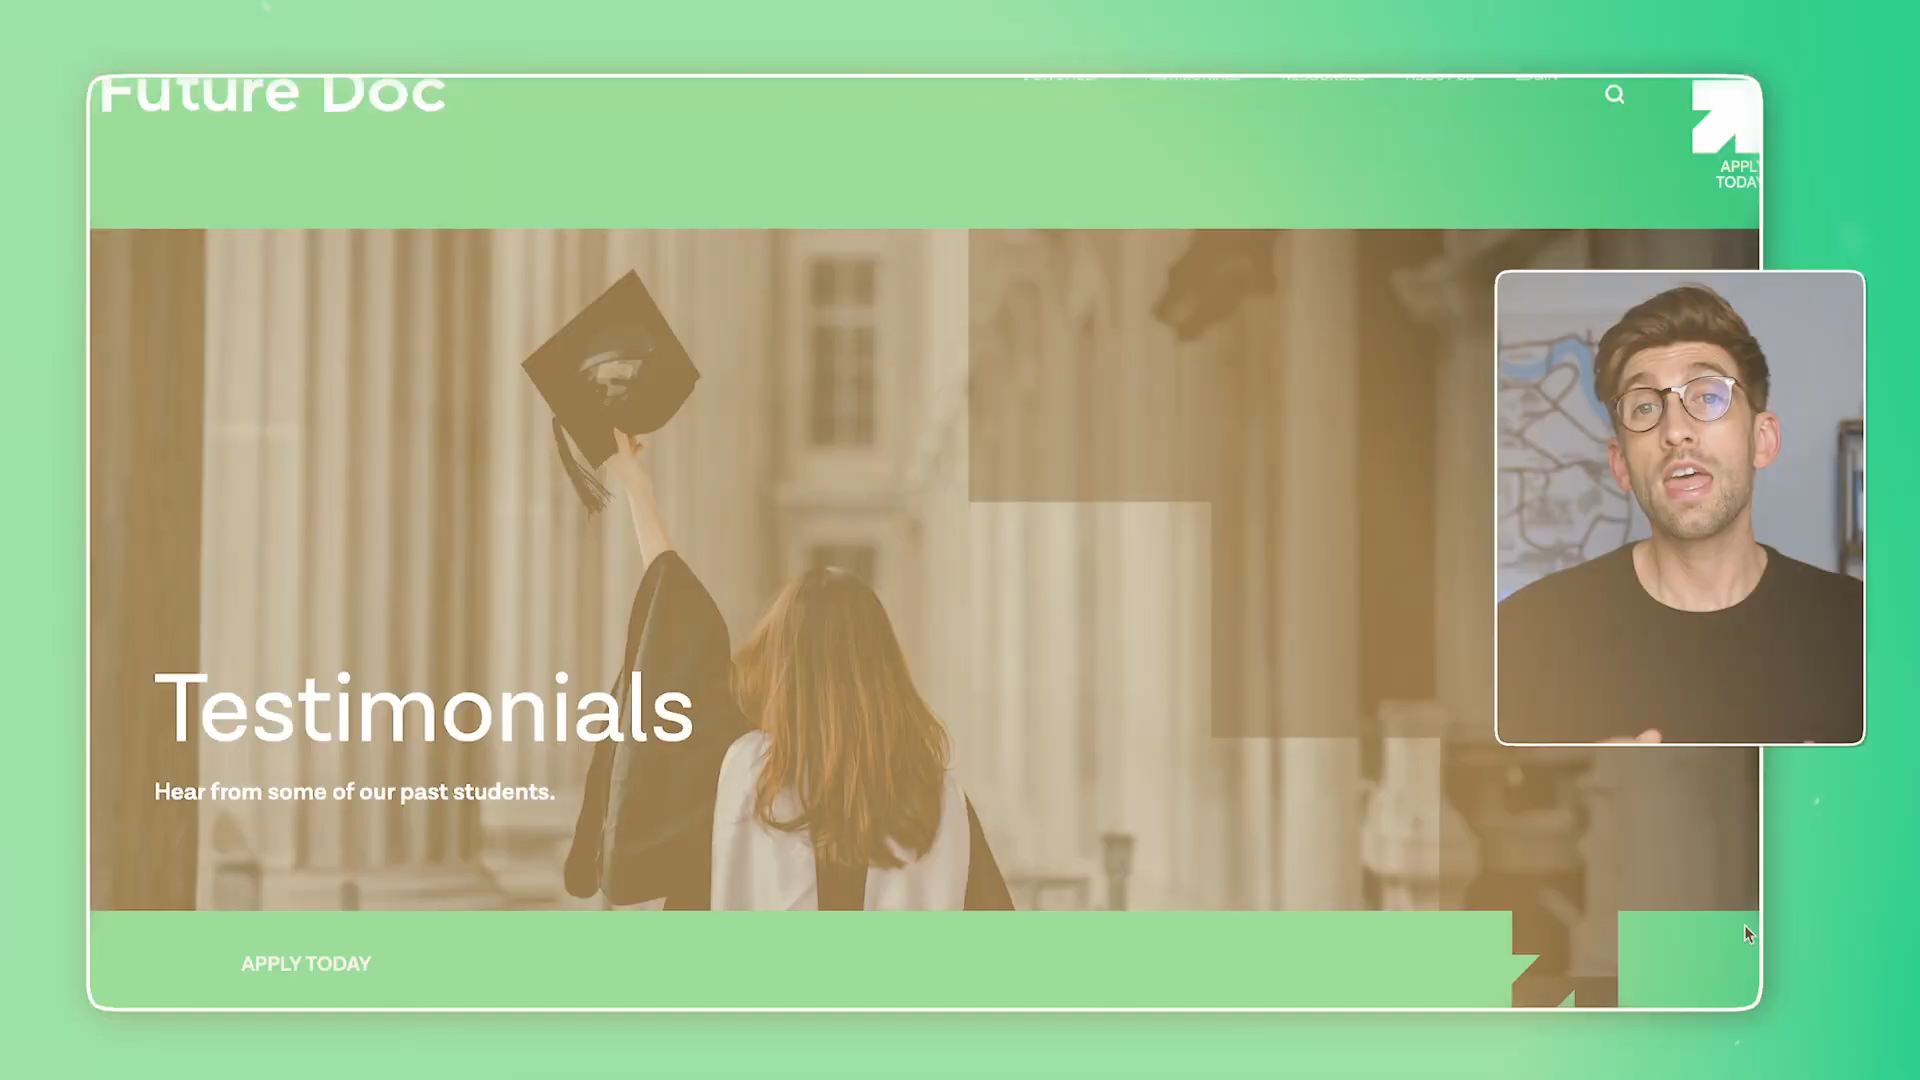 Future Doc
APPLY
TODAY
Testimonials
Hear from some of our past students.
APPLY TODAY